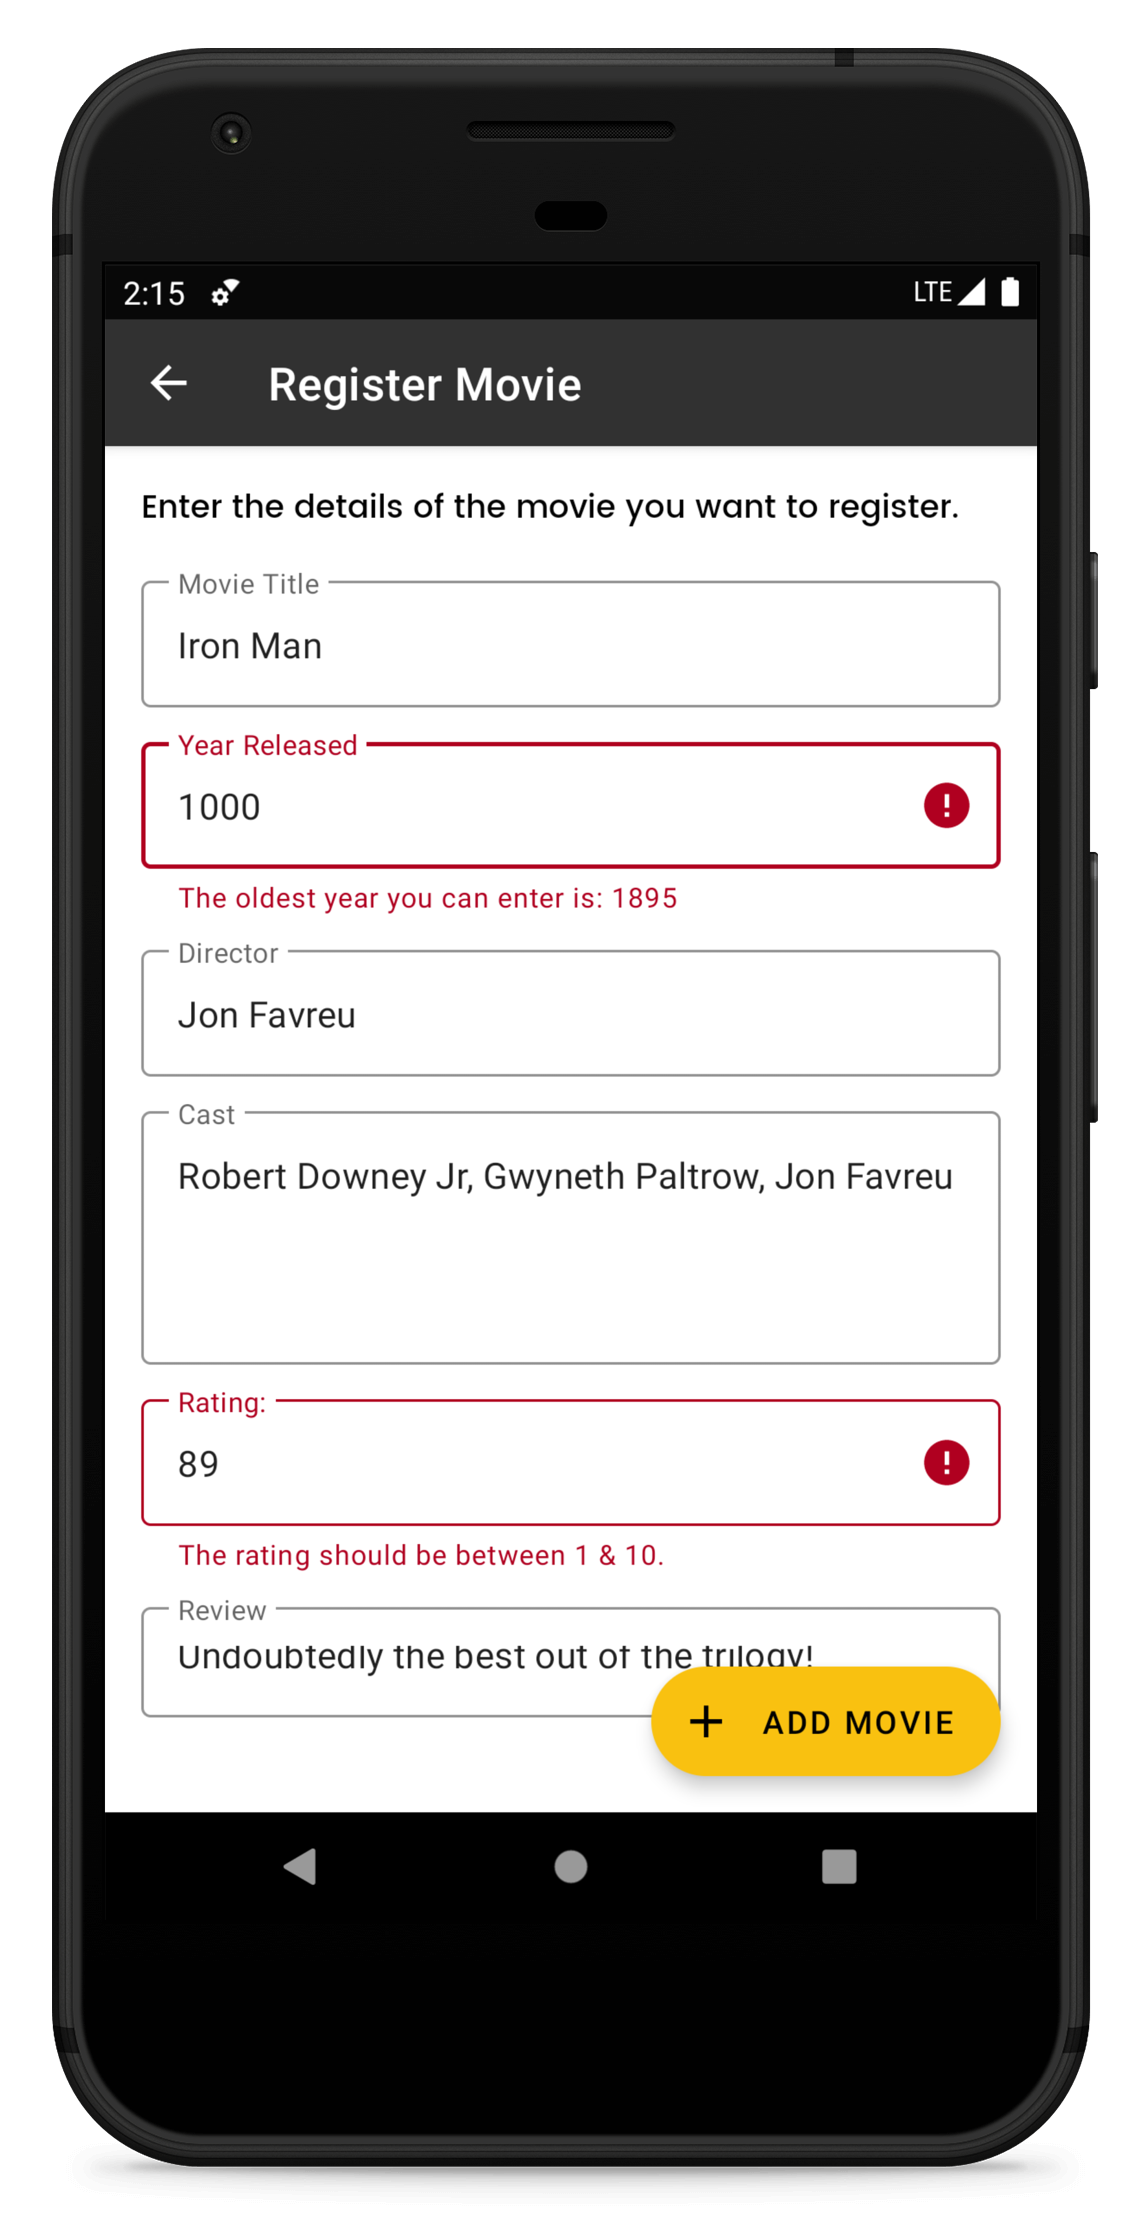 2:15
LTE
Register Movie
Enter the details of the movie you want to register.
Movie Title
Iron Man
Year Released
1000
The oldest year you can enter is: 1895
Director
Jon Favreu
Cast
Robert Downey Jr, Gwyneth Paltrow, Jon Favreu
Rating:
89
The rating should be between 1 & 10.
Review
Undoubtedly the best out of the trilogy!
ADD MOVIE